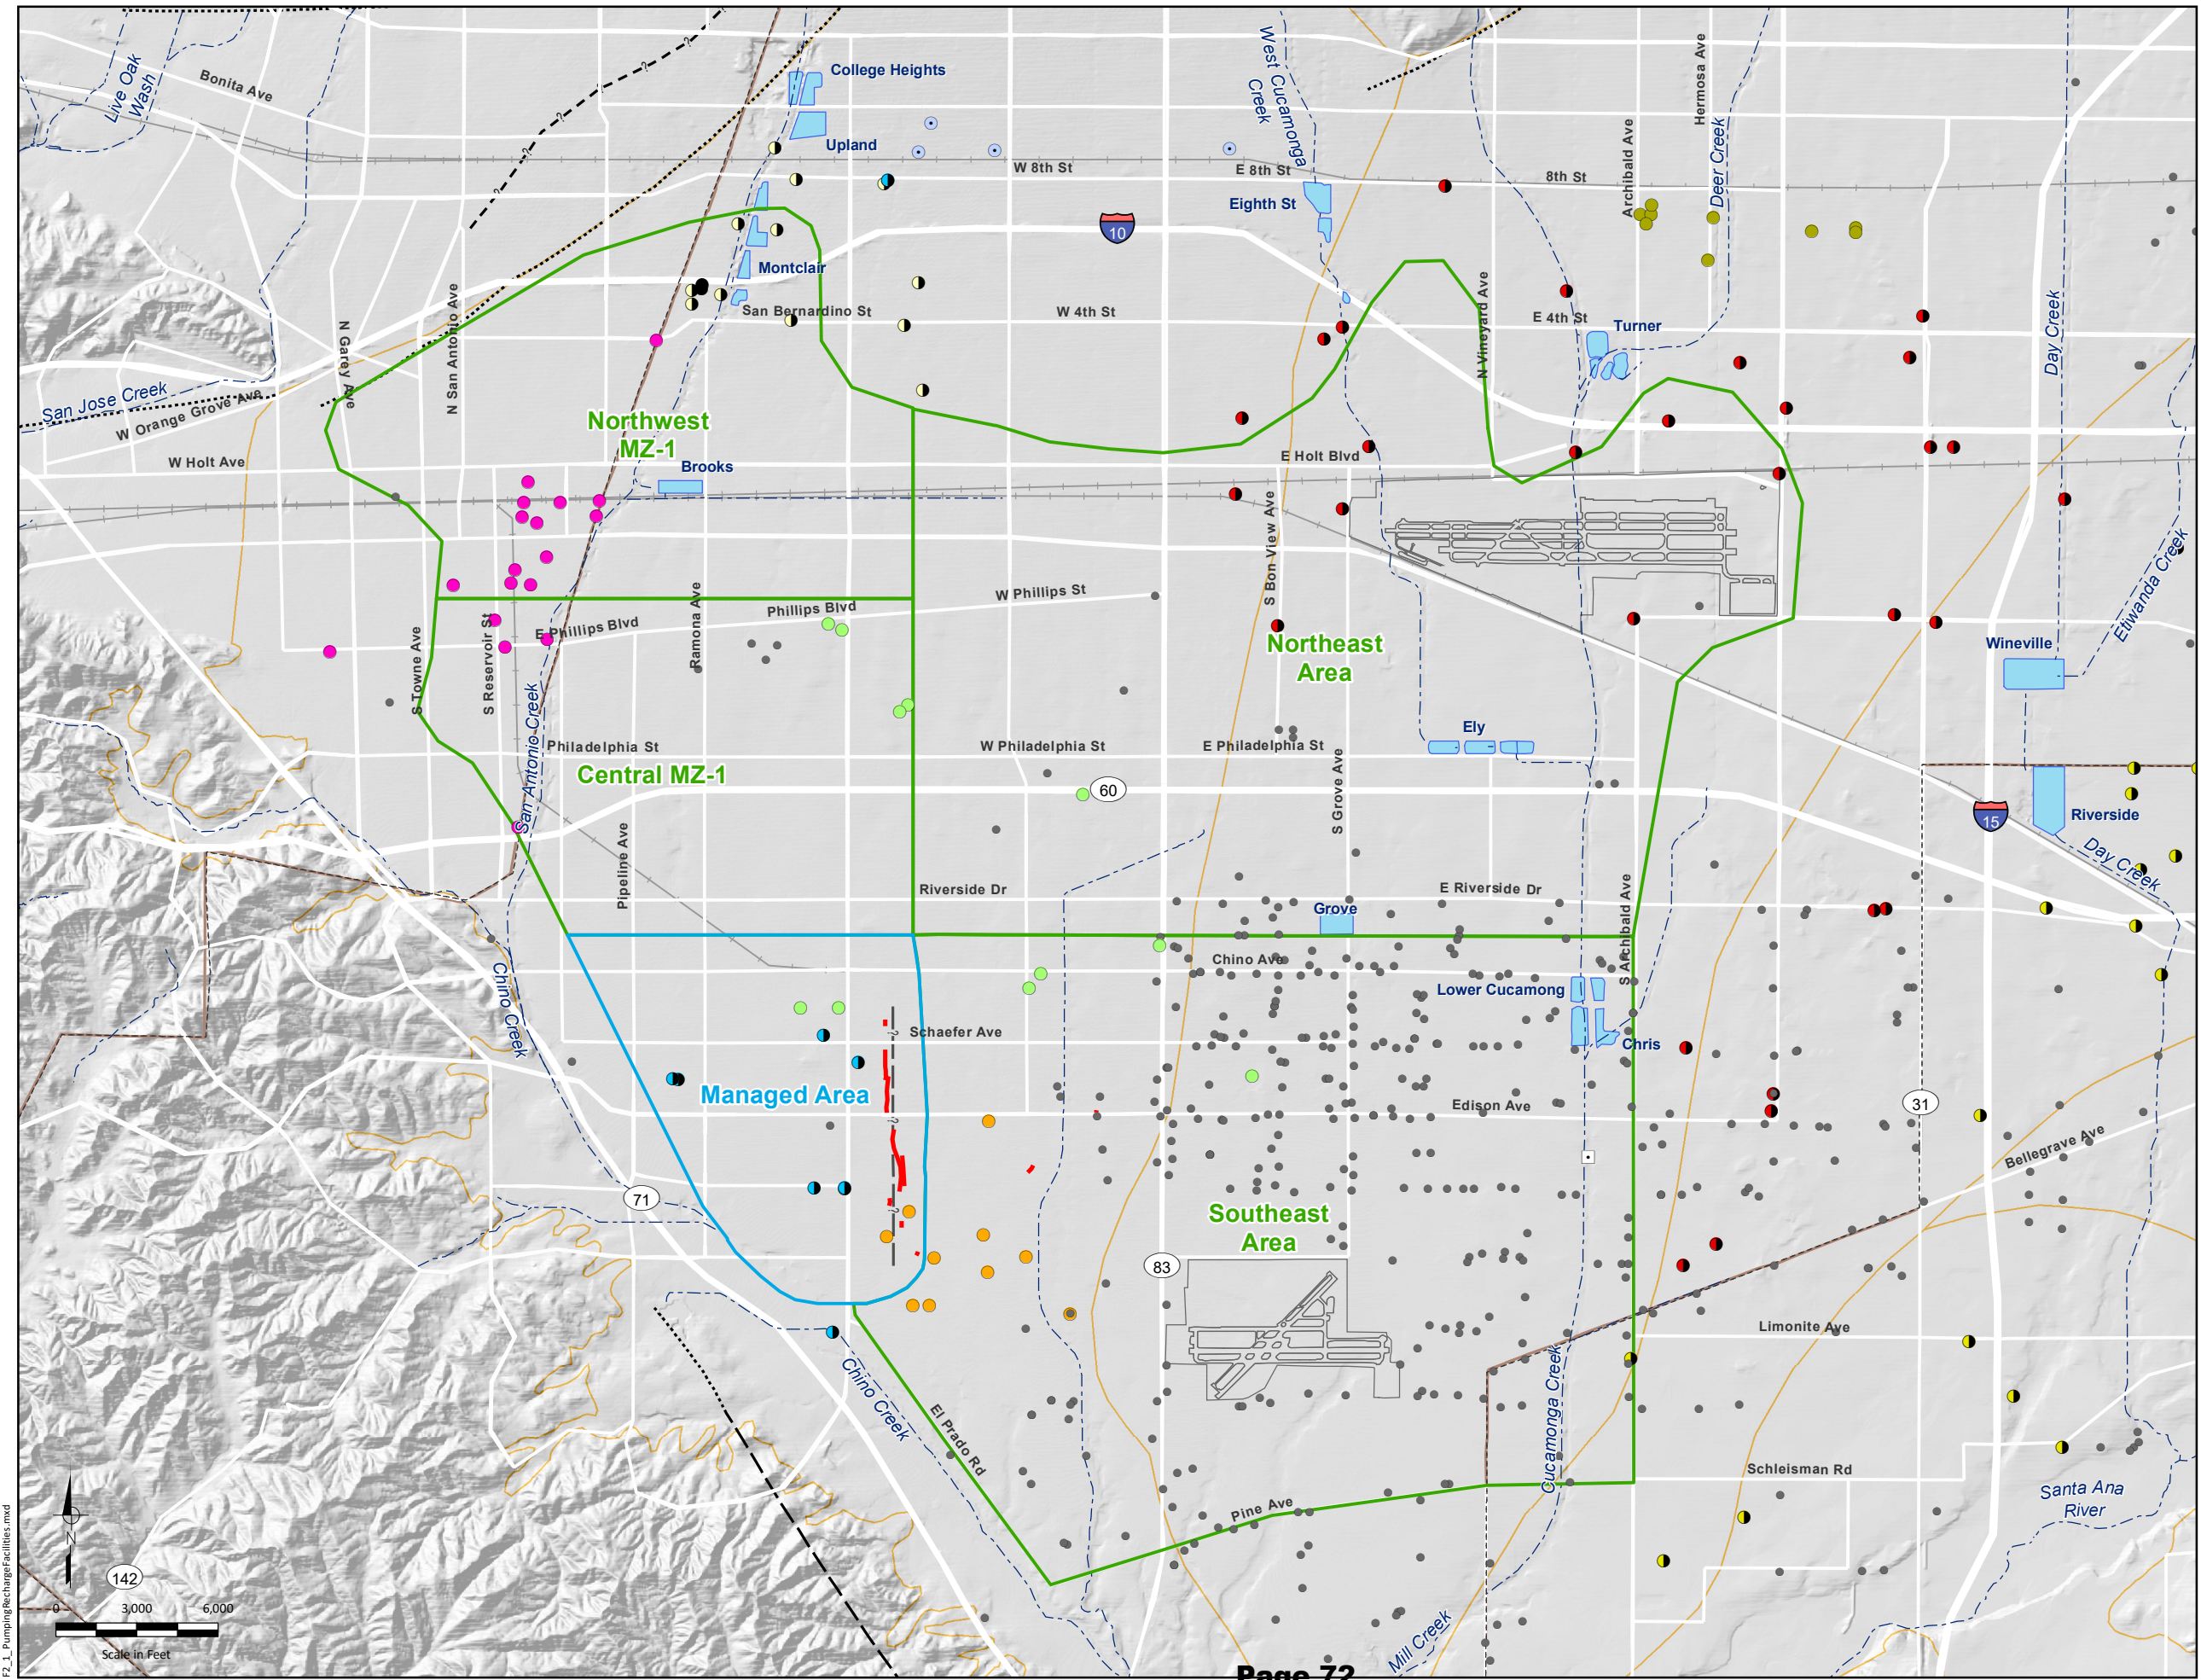 College Heights
Upland
Live Oak
Wash
Bonita Ave
West Cucamonga
Creek
Hermosa Ave
Archibald Ave
Deer Creek
W 8th St
E 8th St
8th St
Eighth St
10
Montclair
San Bernardino St
W 4th St
E 4th St
Turner
N Garey Ave
N San Antonio Ave
N Vineyard Ave
Day Creek
San Jose Creek
W Orange Grove Ave
Northwest
MZ-1
W Holt Ave
Brooks
E Holt Blvd
S Bon View Ave
Etiwanda Creek
W Phillips St
Phillips Blvd
E Phillips Blvd
Ramona Ave
S Towne Ave
S Reservoir St
San Antonio Creek
Northeast
Area
Wineville
Ely
Philadelphia St
W Philadelphia St
E Philadelphia St
Central MZ-1
60
S Grove Ave
15
Riverside
Day Creek
Pipeline Ave
Riverside Dr
E Riverside Dr
Grove
S Archibald Ave
Chino Ave
Chino Creek
Lower Cucamong
Schaefer Ave
Chris
Managed Area
Edison Ave
31
Bellegrave Ave
71
Southeast
Area
83
Limonite Ave
Chino Creek
El Prado Rd
Cucamonga Creek
Schleisman Rd
Santa Ana
River
Pine Ave
Mill Creek
N
142
0 3,000 6,000
Scale in Feet
F2_1_PumpingRechargeFacilities.mxd
Page 72
?
?
?
?
?
?
?